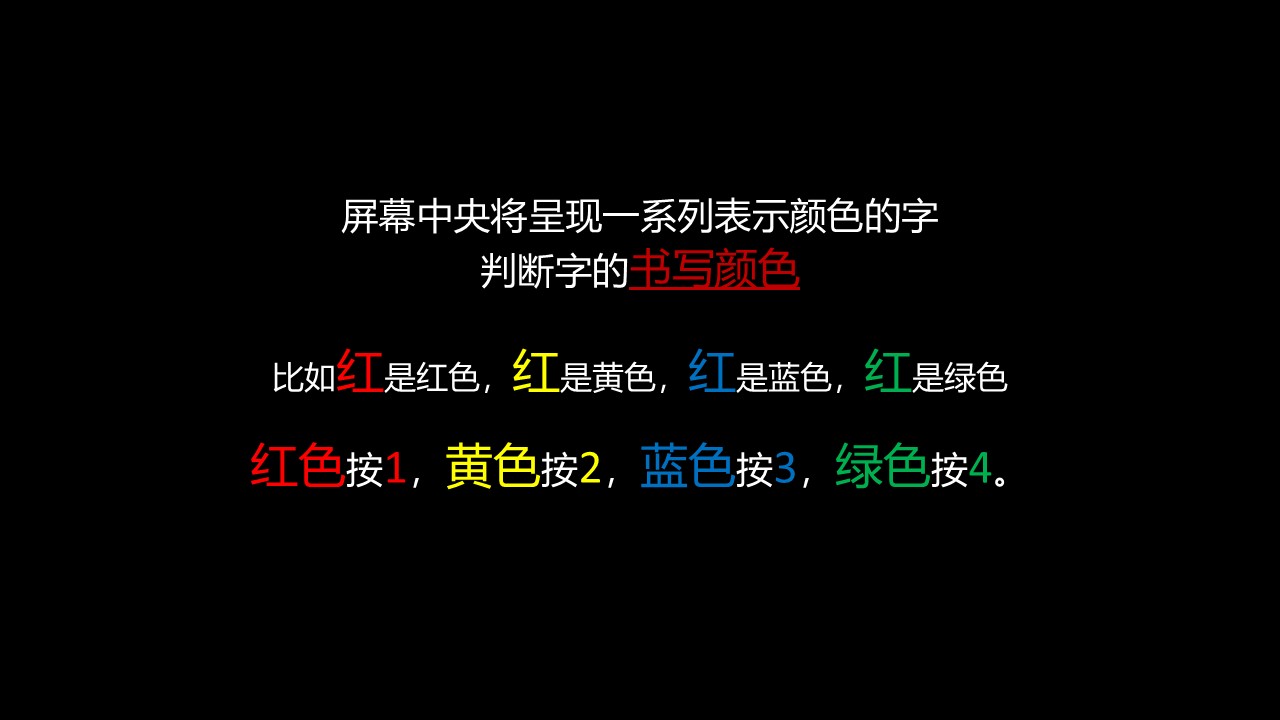 屏幕中央将呈现一系列表示颜色的字
判断字的书写颜色
比如红是红色，红是黄色，红是蓝色，红是绿色
红色按1，黄色按2，蓝色按3，绿色按4。